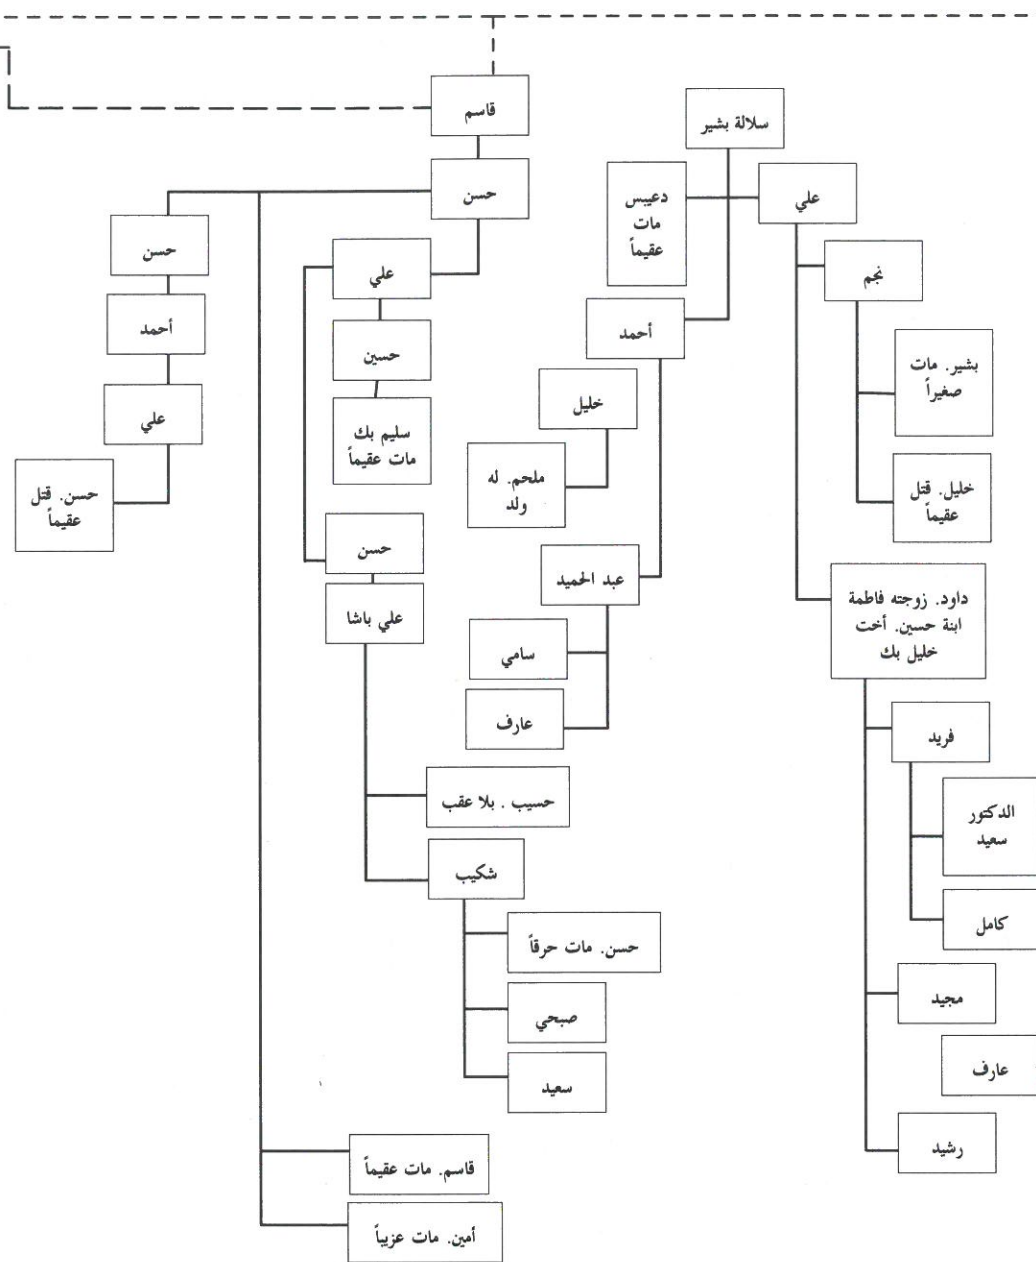 سلالة بشير
علي
دعيبس
مات
عقيماً
نجم
بشير. مات
صغيراً
خليل. قتل
عقيماً
داود. زوجته فاطمة
ابنة حسين. أخت
خليل بك
فريد
الدكتور
سعيد
كامل
مجيد
عارف
رشيد
أحمد
خليل
ملحم. له
ولد
عبد الحميد
سامي
عارف
قاسم
حسن
علي
حسين
سليم بك
مات عقيماً
حسن
علي باشا
حسيب . بلا عقب
شكيب
حسن. مات حرقاً
صبحي
سعيد
قاسم. مات عقيماً
أمين. مات عزيباً
حسن
أحمد
علي
حسن. قتل
عقيماً